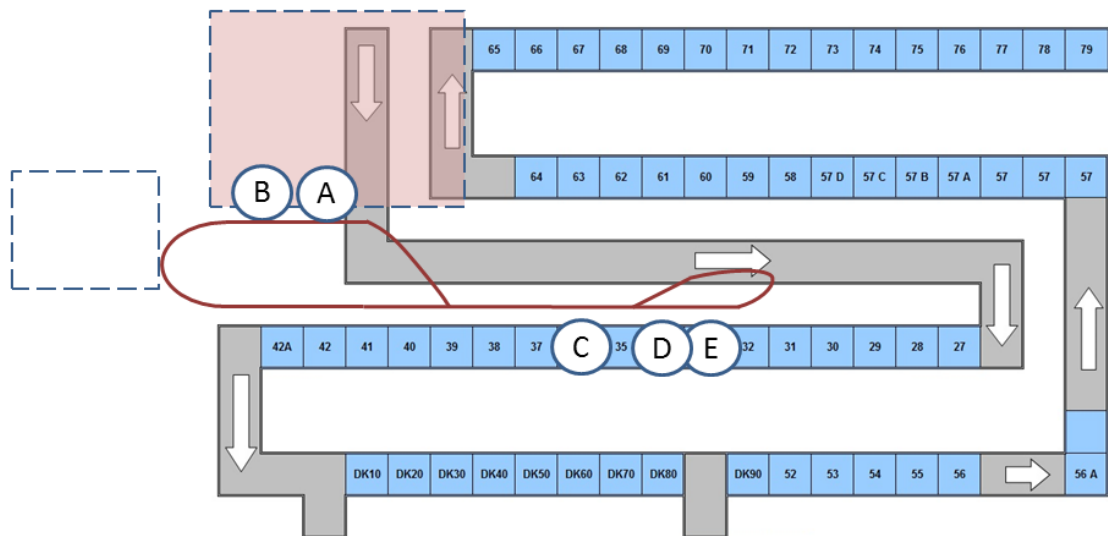 65 66 67 68 69 70 71 72 73 74 75 76 77 78 79
64 63 62 61 60 59 58 57 D 57 C 57 B 57 A 57 57 57
B A
42A 42 41 40 39 38 37 C 35 D E 32 31 30 29 28 27
DK10 DK20 DK30 DK40 DK50 DK60 DK70 DK80 DK90 52 53 54 55 56 56 A